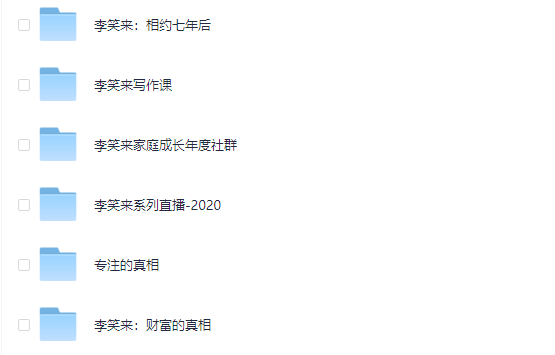 李笑来：相约七年后
李笑来写作课
李笑来家庭成长年度社群
李笑来系列直播-2020
专注的真相
李笑来：财富的真相